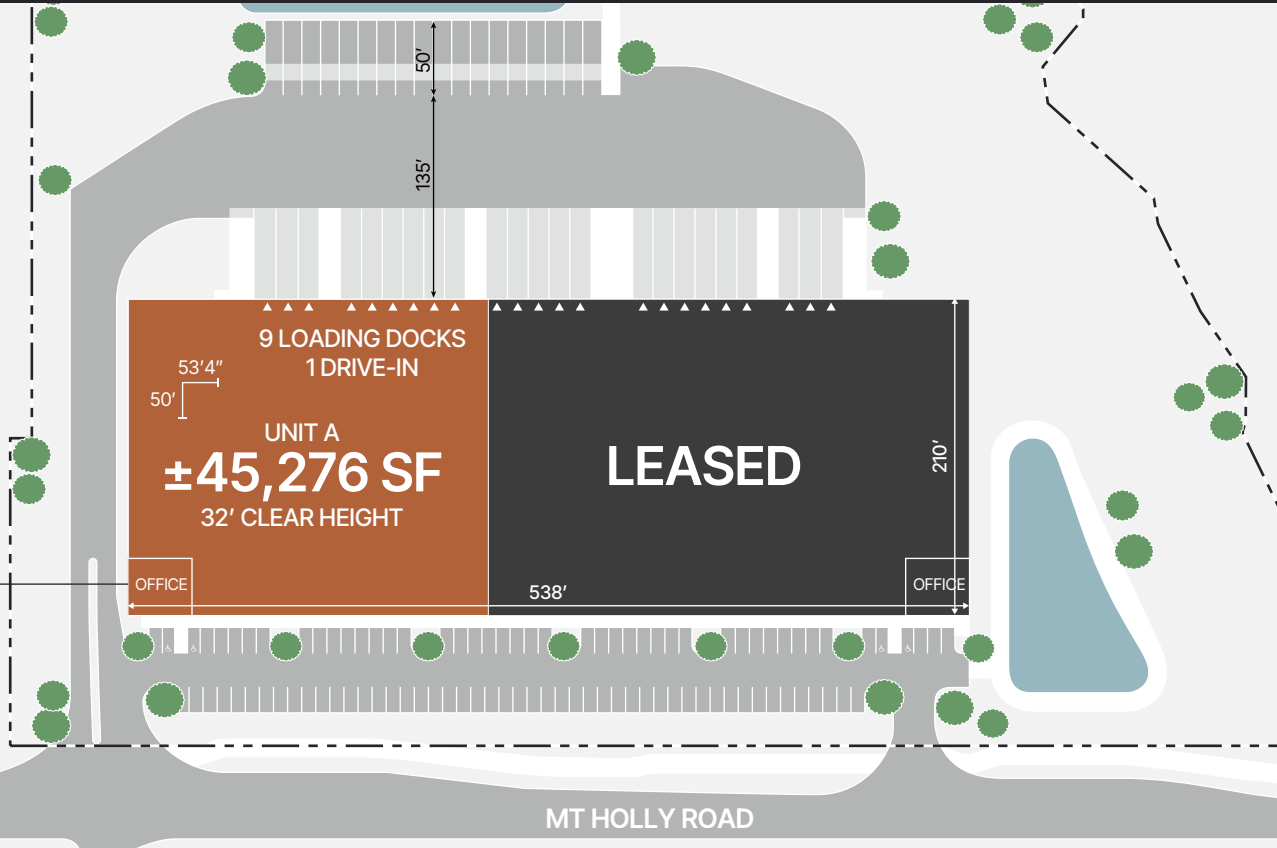 50’
135’
9 LOADING DOCKS
1 DRIVE-IN
53’4”
50’
UNIT A
±45,276 SF
32’ CLEAR HEIGHT
LEASED
210’
OFFICE
538’
OFFICE
MT HOLLY ROAD